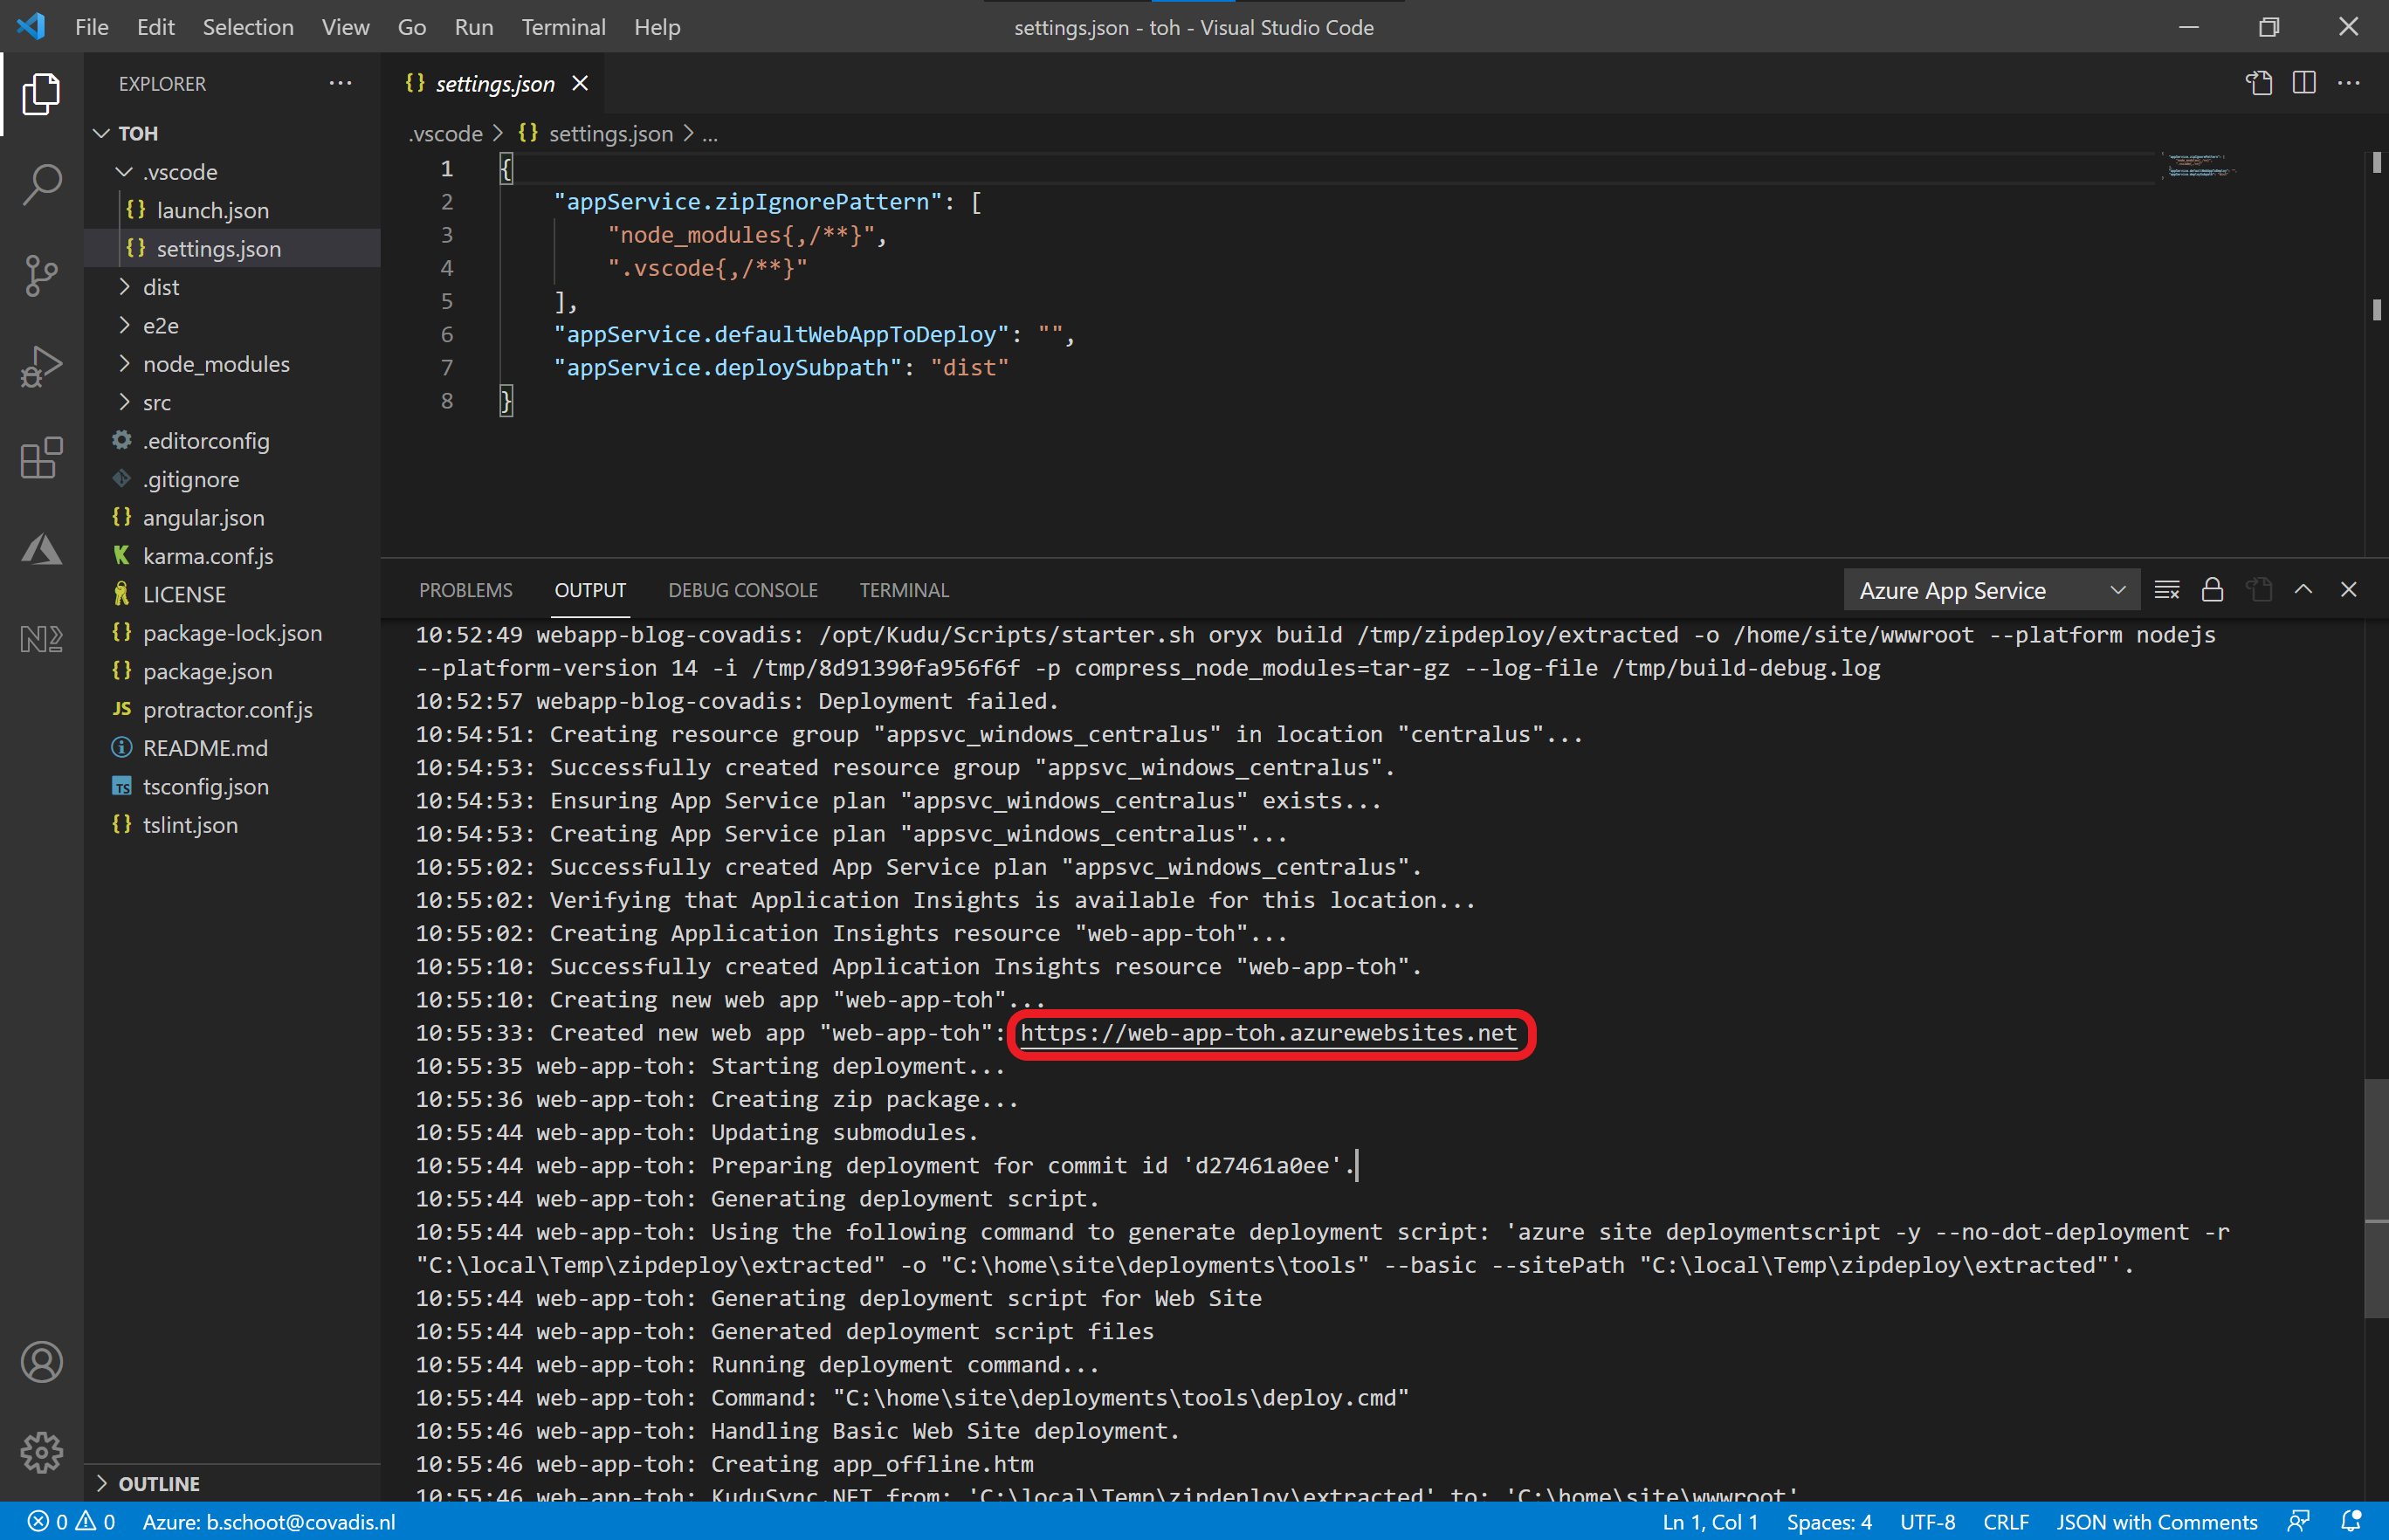 File Edit Selection View Go Run Terminal Help
settings.json - toh - Visual Studio Code
EXPLORER
TOH
.vscode
launch.json
settings.json
dist
e2e
node_modules
src
.editorconfig
.gitignore
angular.json
karma.conf.js
LICENSE
package-lock.json
package.json
protractor.conf.js
README.md
tsconfig.json
tslint.json
OUTLINE
settings.json
.vscode > settings.json > ...
1 {
2 "appService.zipIgnorePattern": [
3 "node_modules{,/**}",
4 ".vscode{,/**}"
5 ],
6 "appService.defaultWebAppToDeploy": "",
7 "appService.deploySubpath": "dist"
8 }
PROBLEMS OUTPUT DEBUG CONSOLE TERMINAL
Azure App Service
10:52:49 webapp-blog-covadis: /opt/Kudu/Scripts/starter.sh oryx build /tmp/zipdeploy/extracted -o /home/site/wwwroot --platform nodejs
--platform-version 14 -i /tmp/8d91390fa956f6f -p compress_node_modules=tar-gz --log-file /tmp/build-debug.log
10:52:57 webapp-blog-covadis: Deployment failed.
10:54:51: Creating resource group "appsvc_windows_centralus" in location "centralus"...
10:54:53: Successfully created resource group "appsvc_windows_centralus".
10:54:53: Ensuring App Service plan "appsvc_windows_centralus" exists...
10:54:53: Creating App Service plan "appsvc_windows_centralus"...
10:55:02: Successfully created App Service plan "appsvc_windows_centralus".
10:55:02: Verifying that Application Insights is available for this location...
10:55:02: Creating Application Insights resource "web-app-toh"...
10:55:10: Successfully created Application Insights resource "web-app-toh".
10:55:10: Creating new web app "web-app-toh"...
10:55:33: Created new web app "web-app-toh": https://web-app-toh.azurewebsites.net
10:55:35 web-app-toh: Starting deployment...
10:55:36 web-app-toh: Creating zip package...
10:55:44 web-app-toh: Updating submodules.
10:55:44 web-app-toh: Preparing deployment for commit id 'd27461a0ee'.
10:55:44 web-app-toh: Generating deployment script.
10:55:44 web-app-toh: Using the following command to generate deployment script: 'azure site deploymentscript -y --no-dot-deployment -r
"C:\local\Temp\zipdeploy\extracted" -o "C:\home\site\deployments\tools" --basic --sitePath "C:\local\Temp\zipdeploy\extracted"'.
10:55:44 web-app-toh: Generating deployment script for Web Site
10:55:44 web-app-toh: Generated deployment script files
10:55:44 web-app-toh: Running deployment command...
10:55:44 web-app-toh: Command: "C:\home\site\deployments\tools\deploy.cmd"
10:55:46 web-app-toh: Handling Basic Web Site deployment.
10:55:46 web-app-toh: Creating app_offline.htm
10:55:46 web-app-toh: KuduSync.NET from: 'C:\local\Temp\zipdeploy\extracted' to: 'C:\home\site\wwwroot'
0 0 Azure: b.schoot@covadis.nl
Ln 1, Col 1 Spaces: 4 UTF-8 CRLF JSON with Comments